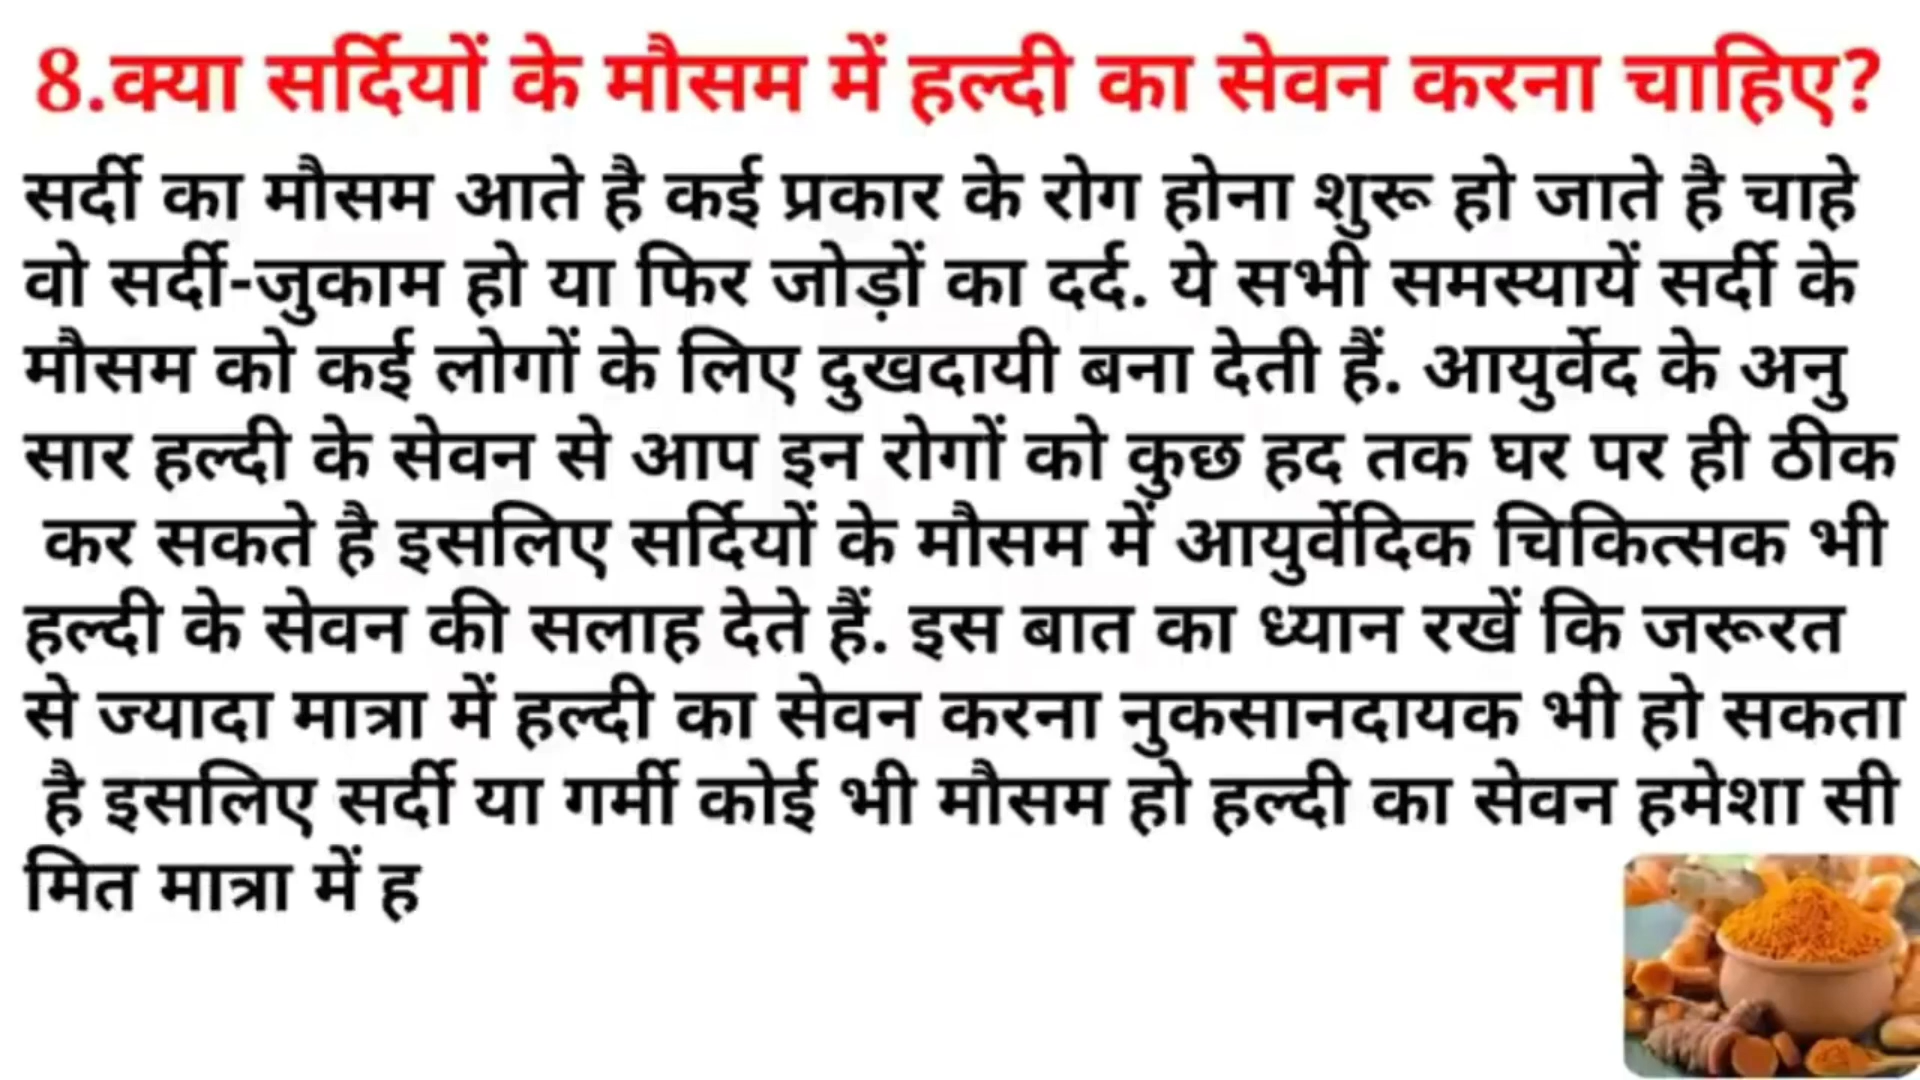 8.क्या सर्दियों के मौसम में हल्दी का सेवन करना चाहिए?
सर्दी का मौसम आते है कई प्रकार के रोग होना शुरू हो जाते है चाहे
वो सर्दी-जुकाम हो या फिर जोड़ों का दर्द. ये सभी समस्यायें सर्दी के
मौसम को कई लोगों के लिए दुखदायी बना देती हैं. आयुर्वेद के अनु
सार हल्दी के सेवन से आप इन रोगों को कुछ हद तक घर पर ही ठीक
कर सकते है इसलिए सर्दियों के मौसम में आयुर्वेदिक चिकित्सक भी
हल्दी के सेवन की सलाह देते हैं. इस बात का ध्यान रखें कि जरूरत
से ज्यादा मात्रा में हल्दी का सेवन करना नुकसानदायक भी हो सकता
है इसलिए सर्दी या गर्मी कोई भी मौसम हो हल्दी का सेवन हमेशा सी
मित मात्रा में ह